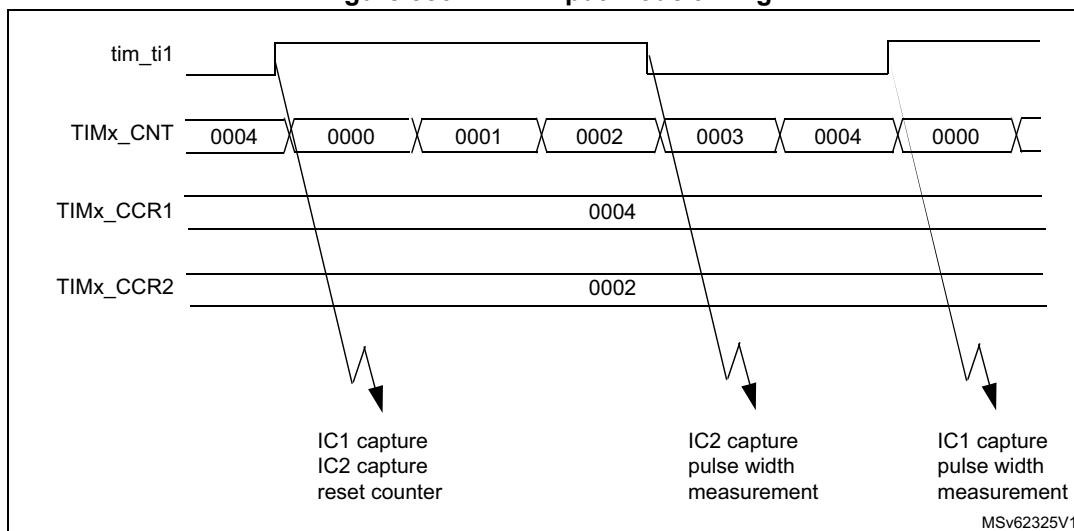 tim_ti1
TIMx_CNT 0004 0000 0001 0002 0003 0004 0000
TIMx_CCR1 0004
TIMx_CCR2 0002
IC1 capture
IC2 capture
reset counter
IC2 capture
pulse width
measurement
IC1 capture
pulse width
measurement
MSv62325V1